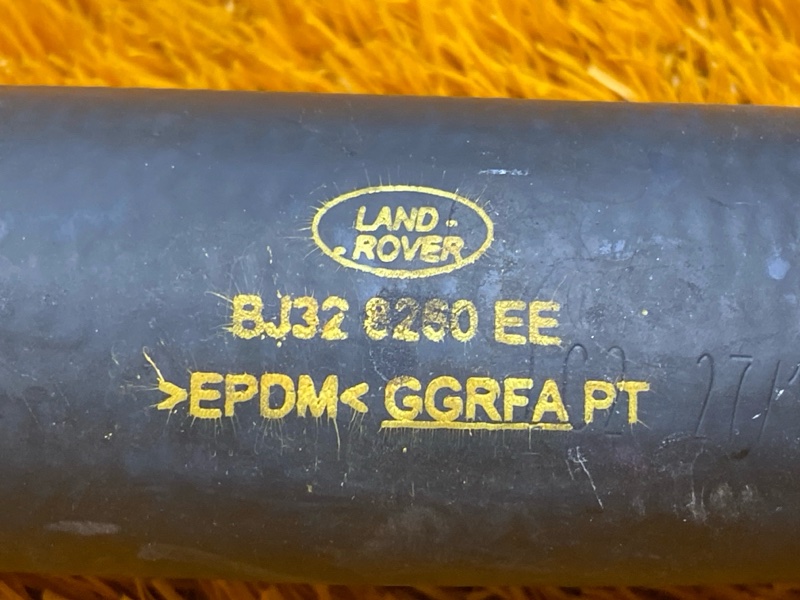 LAND-
ROVER
BJ32 8260 EE
>EPDM< GGRFA PT